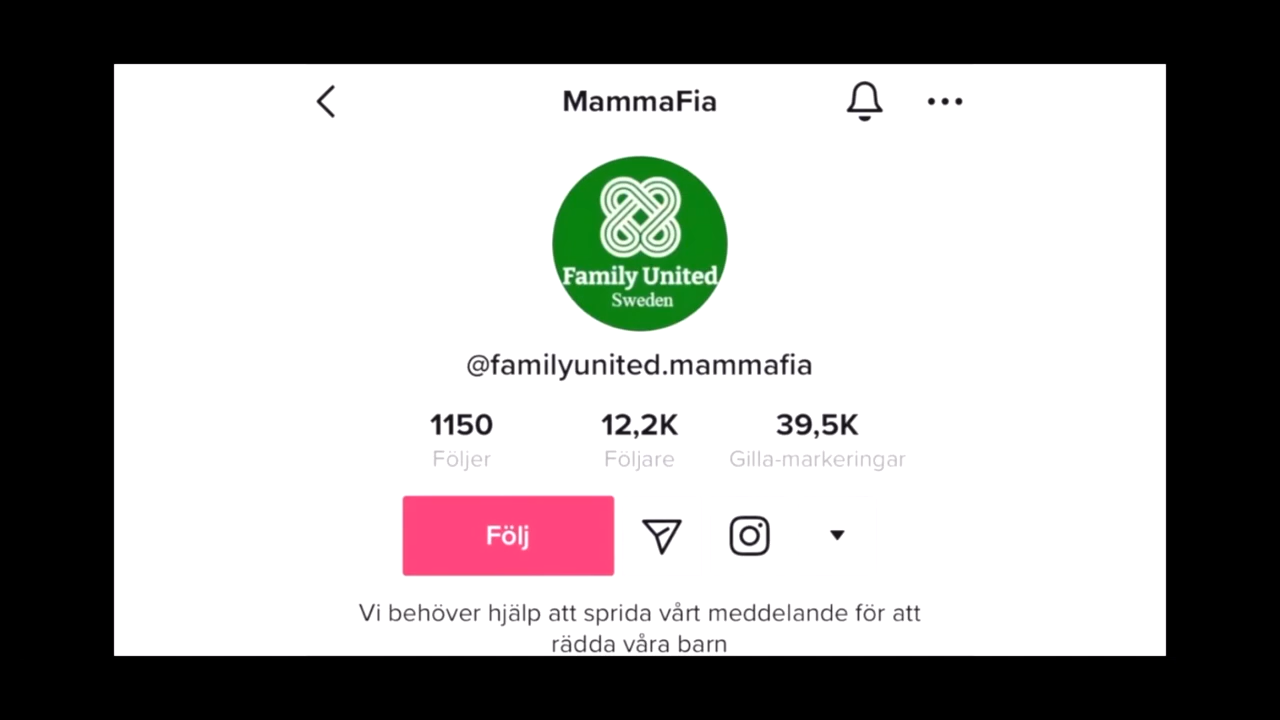 MammaFia
Family United
Sweden
@familyunited.mammafia
1150 12,2K 39,5K
Följer Följare Gilla-markeringar
Följ
Vi behöver hjälp att sprida vårt meddelande för att
rädda våra barn